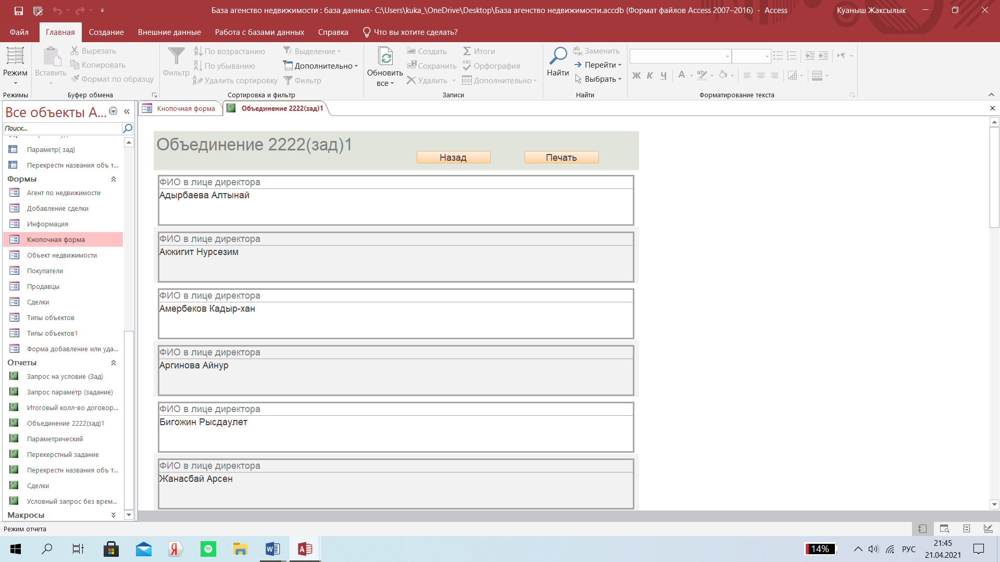 База агенство недвижимости : база данных- C:\Users\kuka_\OneDrive\Desktop\База агенство недвижимости.accdb (Формат файлов Access 2007–2016) - Access
Куаныш Жаксылык
Файл Главная Создание Внешние данные Работа с базами данных Справка Что вы хотите сделать?
Режим
Режимы
Вставить
Вырезать
Копировать
Формат по образцу
Буфер обмена
Фильтр
По возрастанию
По убыванию
Удалить сортировку
Выделение
Дополнительно
Фильтр
Сортировка и фильтр
Обновить
все
Создать
Сохранить
Удалить
Итоги
Орфография
Дополнительно
Записи
Найти
Заменить
Перейти
Выбрать
Найти
Ж К Ч А
Форматирование текста
Все объекты A...
Поиск...
Параметр( зад)
Перекрестн названия объ т...
Формы
Агент по недвижимости
Добавление сделки
Информация
Кнопочная форма
Объект недвижимости
Покупатели
Продавцы
Сделки
Типы объектов
Типы объектов1
Форма добавление или уда...
Отчеты
Запрос на условие (Зад)
Запрос параметр (задание)
Итоговый колл-во договор...
Объединение 2222(зад)1
Параметрический
Перекерстный задание
Перекрестн названия объ т...
Сделки
Условный запрос без врем...
Макросы
Кнопочная форма
Объединение 2222(зад)1
Объединение 2222(зад)1
Назад
Печать
ФИО в лице директора
Адырбаева Алтынай
ФИО в лице директора
Акжигит Нурсезим
ФИО в лице директора
Амербеков Кадыр-хан
ФИО в лице директора
Аргинова Айнур
ФИО в лице директора
Бигожин Рысдаулет
ФИО в лице директора
Жанасбай Арсен
Режим отчета
14%
РУС
21:45
21.04.2021